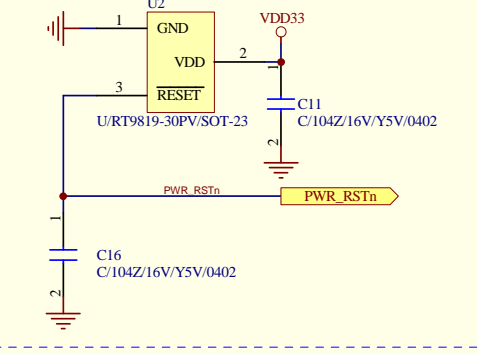 U2
VDD33
1
GND
2
VDD
1
3
RESET
C11
C/104Z/16V/Y5V/0402
U/RT9819-30PV/SOT-23
2
PWR_RSTn
PWR_RSTn
1
C16
C/104Z/16V/Y5V/0402
2